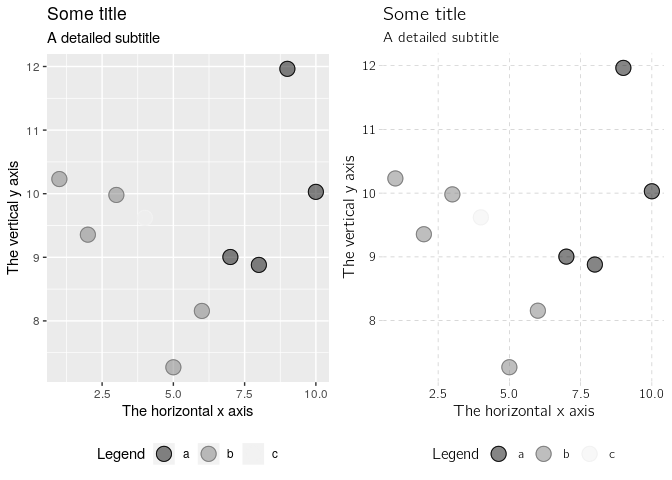 Some title
A detailed subtitle
12
11
10
9
8
The vertical y axis
2.5 5.0 7.5 10.0
The horizontal x axis
Legend a b c
Some title
A detailed subtitle
12
11
10
9
8
The vertical y axis
2.5 5.0 7.5 10.0
The horizontal x axis
Legend a b c